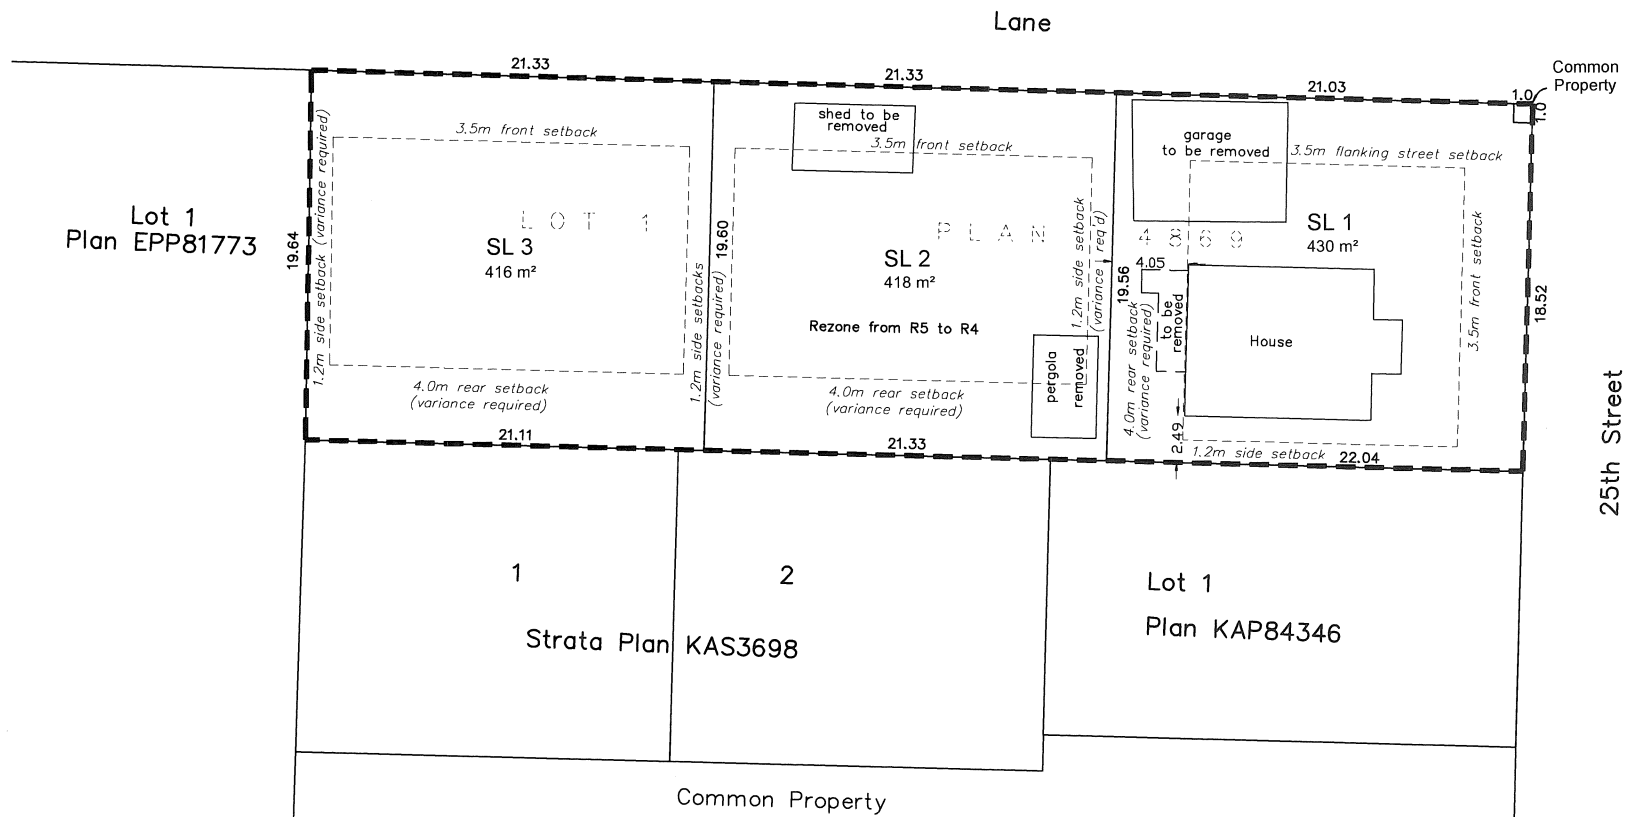 Lane
Common
Property
21.33
21.33
21.03
1.0
1.0
Lot 1
Plan EPP81773
19.64
1.2m side setback (variance required)
3.5m front setback
LOT 1
SL 3
416 m²
4.0m rear setback
(variance required)
21.11
1.2m side setbacks
(variance required)
19.60
shed to be
removed
3.5m front setback
PLAN
SL 2
418 m²
Rezone from R5 to R4
1.2m side setback
(variance req'd)
pergola
removed
4.0m rear setback
(variance required)
21.33
garage
to be removed
3.5m flanking street setback
4869
SL 1
430 m²
4.05
19.56
4.0m rear setback
(variance required)
to be
removed
House
3.5m front setback
18.52
2.49
1.2m side setback
22.04
25th Street
1
2
Strata Plan KAS3698
Lot 1
Plan KAP84346
Common Property